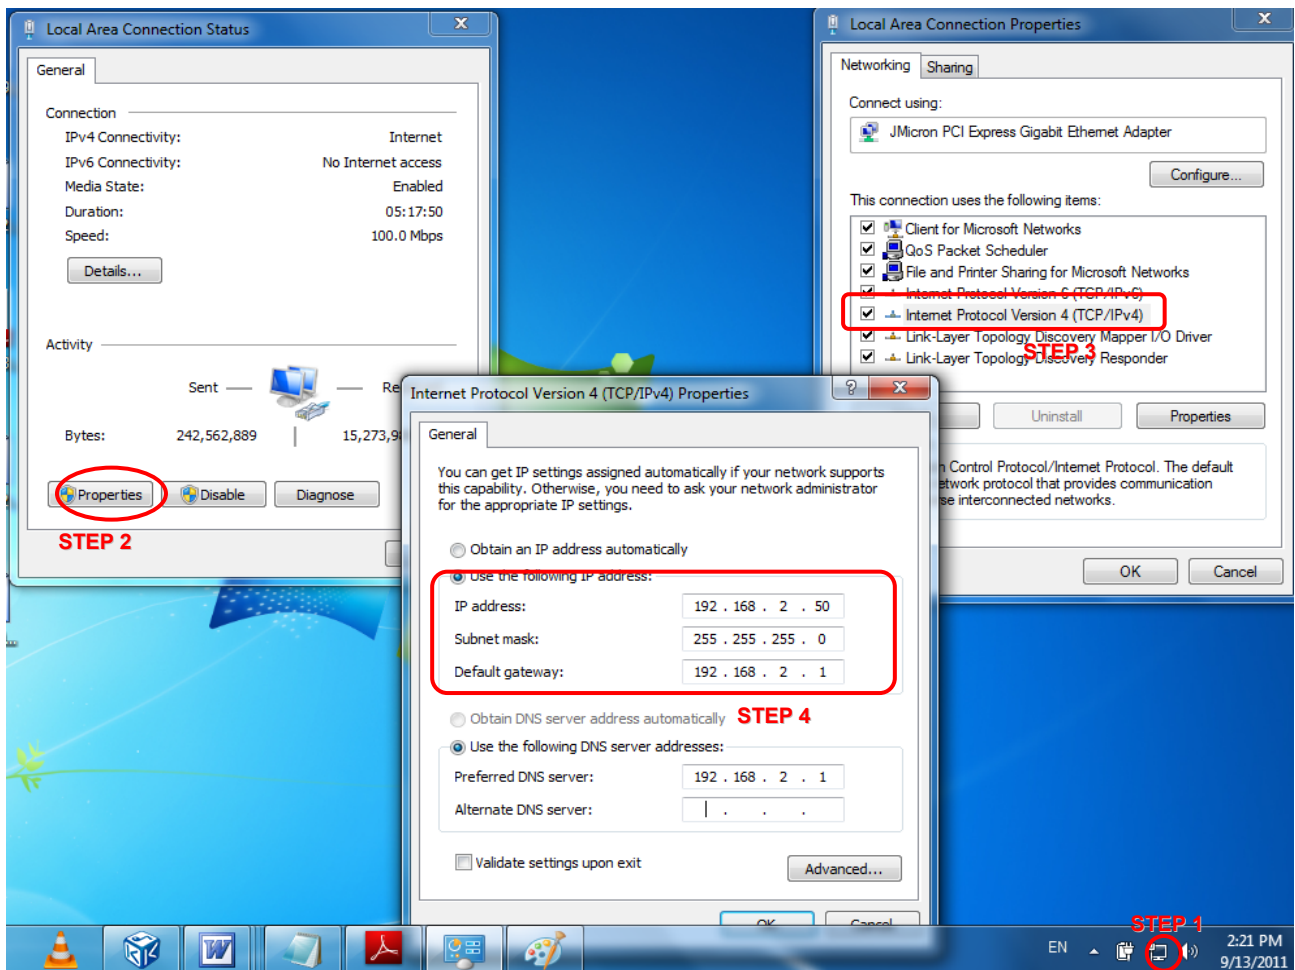 Local Area Connection Status
General
Connection
IPv4 Connectivity: Internet
IPv6 Connectivity: No Internet access
Media State: Enabled
Duration: 05:17:50
Speed: 100.0 Mbps
Details...
Activity
Sent
Re
Bytes: 242,562,889 15,273,9
Properties Disable Diagnose
STEP 2
Local Area Connection Properties
Networking Sharing
Connect using:
JMicron PCI Express Gigabit Ethernet Adapter
Configure...
This connection uses the following items:
Client for Microsoft Networks
QoS Packet Scheduler
File and Printer Sharing for Microsoft Networks
Internet Protocol Version 6 (TCP/IPv6)
Internet Protocol Version 4 (TCP/IPv4)
Link-Layer Topology Discovery Mapper I/O Driver
STEP 3
Link-Layer Topology Discovery Responder
Uninstall Properties
n Control Protocol/Internet Protocol. The default
etwork protocol that provides communication
se interconnected networks.
OK Cancel
Internet Protocol Version 4 (TCP/IPv4) Properties
General
You can get IP settings assigned automatically if your network supports
this capability. Otherwise, you need to ask your network administrator
for the appropriate IP settings.
Obtain an IP address automatically
Use the following IP address:
IP address: 192 . 168 . 2 . 50
Subnet mask: 255 . 255 . 255 . 0
Default gateway: 192 . 168 . 2 . 1
STEP 4
Obtain DNS server address automatically
Use the following DNS server addresses:
Preferred DNS server: 192 . 168 . 2 . 1
Alternate DNS server: . . .
Validate settings upon exit
Advanced...
OK Cancel
STEP 1
EN
2:21 PM
9/13/2011